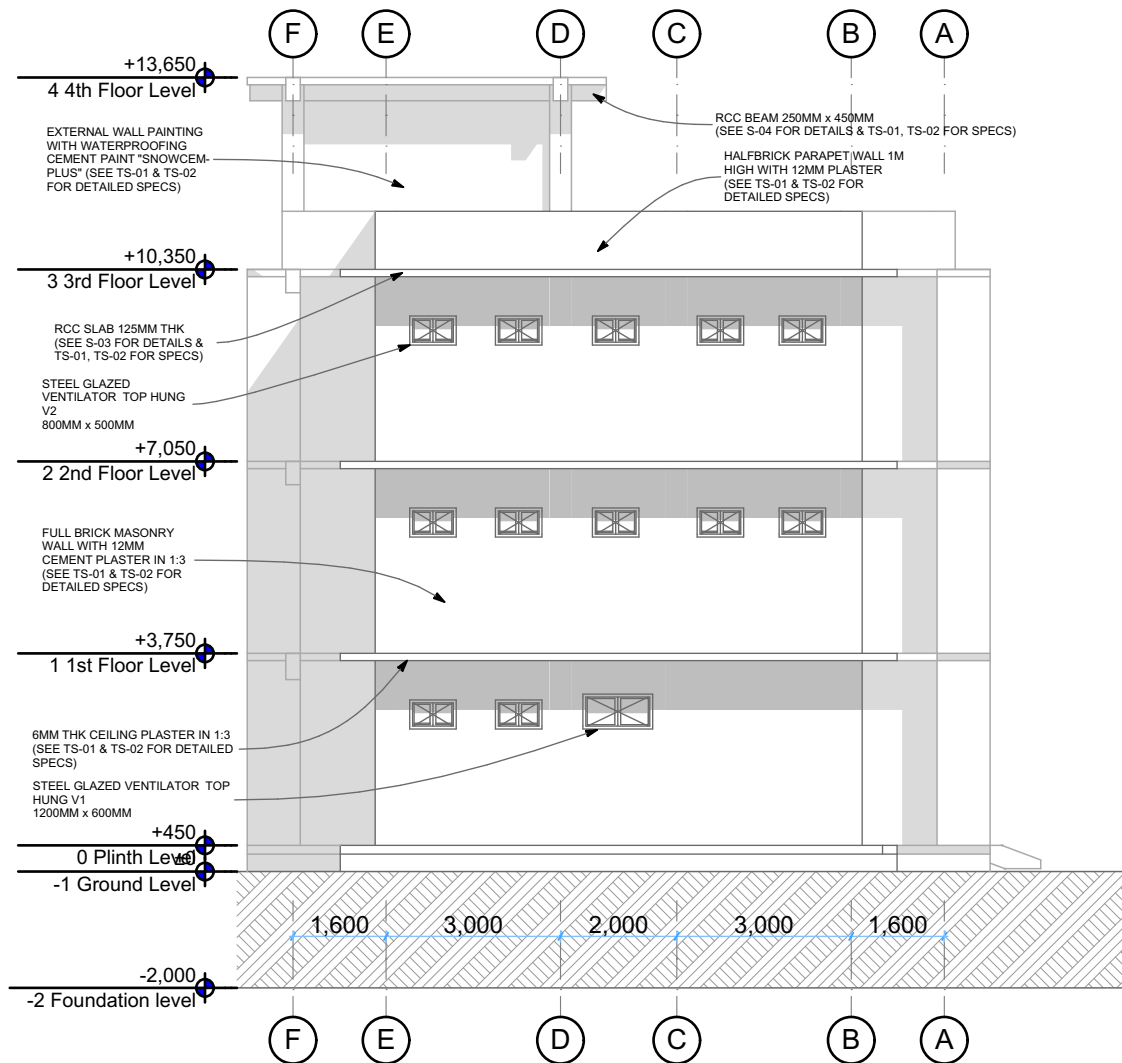 F E D C B A
+13,650
4 4th Floor Level
EXTERNAL WALL PAINTING
WITH WATERPROOFING
CEMENT PAINT "SNOWCEM-
PLUS" (SEE TS-01 & TS-02
FOR DETAILED SPECS)
RCC BEAM 250MM x 450MM
(SEE S-04 FOR DETAILS & TS-01, TS-02 FOR SPECS)
HALFBRICK PARAPET WALL 1M
HIGH WITH 12MM PLASTER
(SEE TS-01 & TS-02 FOR
DETAILED SPECS)
+10,350
3 3rd Floor Level
RCC SLAB 125MM THK
(SEE S-03 FOR DETAILS &
TS-01, TS-02 FOR SPECS)
STEEL GLAZED
VENTILATOR TOP HUNG
V2
800MM x 500MM
+7,050
2 2nd Floor Level
FULL BRICK MASONRY
WALL WITH 12MM
CEMENT PLASTER IN 1:3
(SEE TS-01 & TS-02 FOR
DETAILED SPECS)
+3,750
1 1st Floor Level
6MM THK CEILING PLASTER IN 1:3
(SEE TS-01 & TS-02 FOR DETAILED
SPECS)
STEEL GLAZED VENTILATOR TOP
HUNG V1
1200MM x 600MM
+450
0 Plinth Level
±0
-1 Ground Level
1,600 3,000 2,000 3,000 1,600
-2,000
-2 Foundation level
F E D C B A